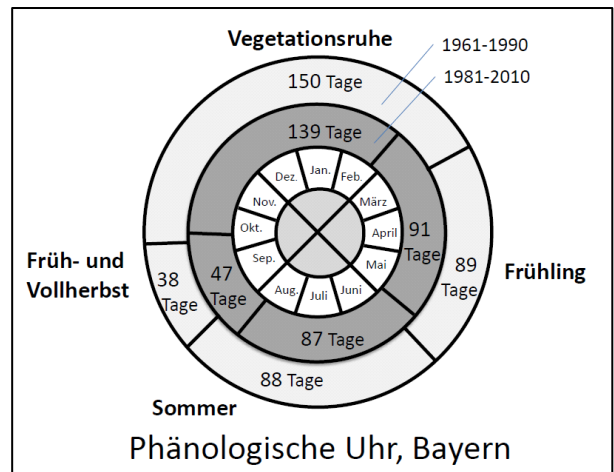 Vegetationsruhe
1961-1990
1981-2010
150 Tage
139 Tage
Jan.
Feb.
März
April
Mai
Juni
Juli
Aug.
Sep.
Okt.
Nov.
Dez.
91
Tage
89
Tage
Frühling
87
Tage
88
Tage
Sommer
47
Tage
38
Tage
Früh- und
Vollherbst
Phänologische Uhr, Bayern